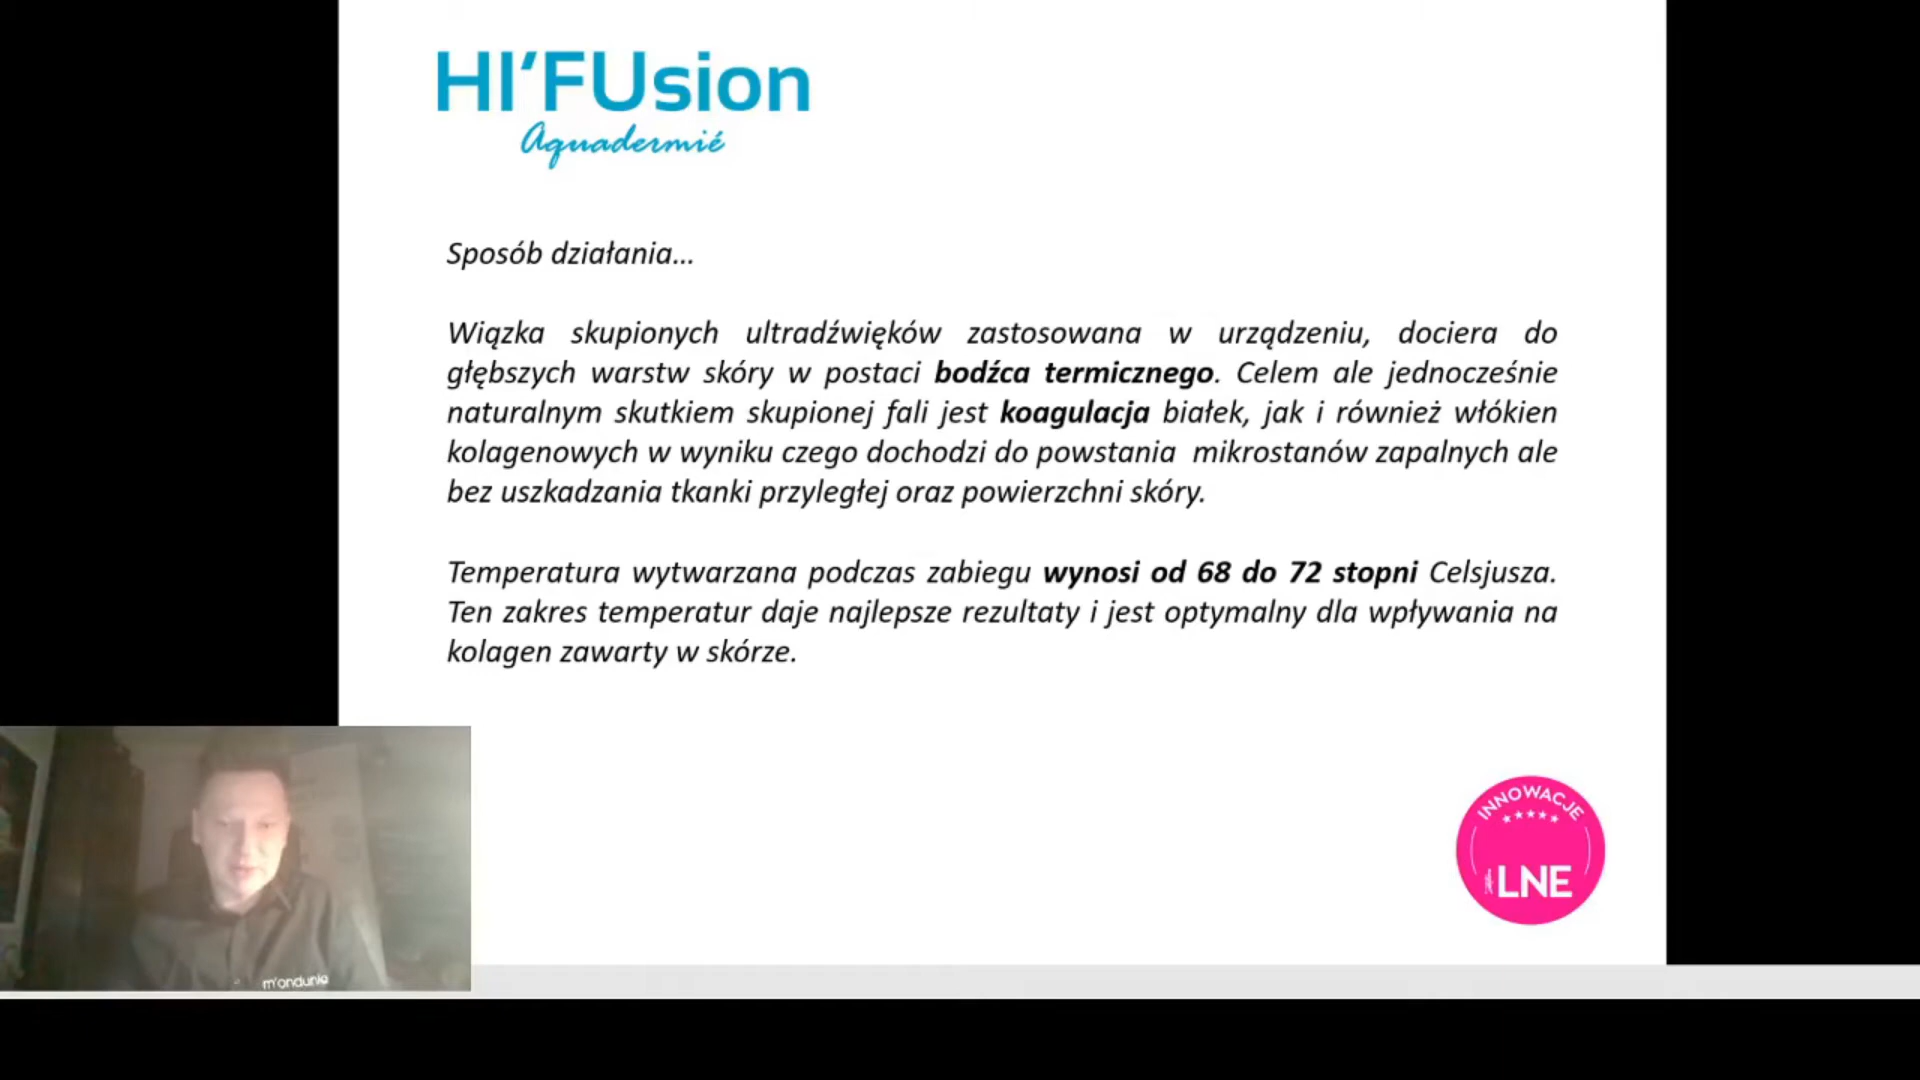 HI’FUsion
Aquadermié
Sposób działania...
Wiązka skupionych ultradźwięków zastosowana w urządzeniu, dociera do
głębszych warstw skóry w postaci bodźca termicznego. Celem ale jednocześnie
naturalnym skutkiem skupionej fali jest koagulacja białek, jak i również włókien
kolagenowych w wyniku czego dochodzi do powstania mikrostanów zapalnych ale
bez uszkadzania tkanki przyległej oraz powierzchni skóry.
Temperatura wytwarzana podczas zabiegu wynosi od 68 do 72 stopni Celsjusza.
Ten zakres temperatur daje najlepsze rezultaty i jest optymalny dla wpływania na
kolagen zawarty w skórze.
INNOWACJE
LNE
m'ondunia